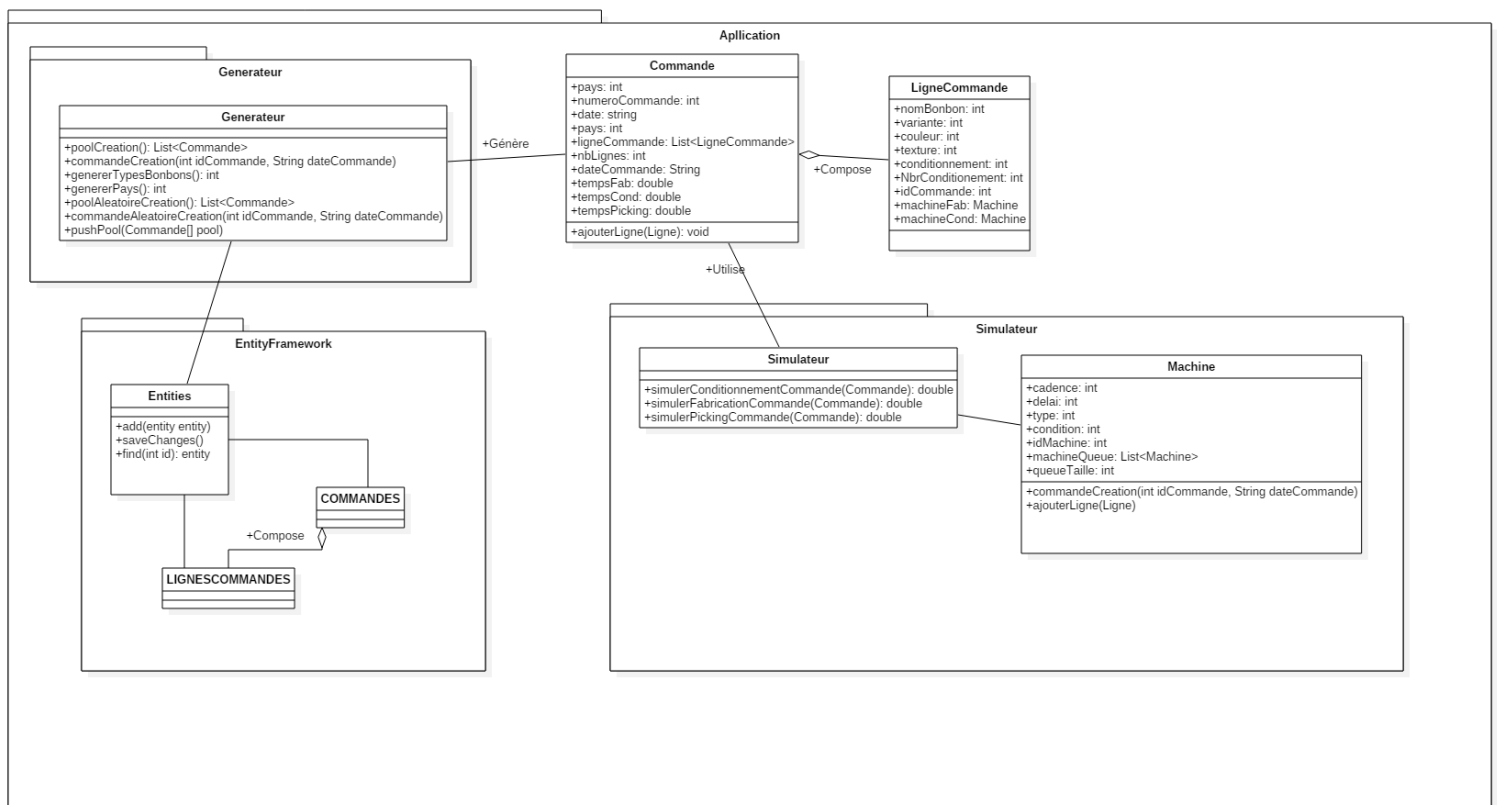 Apllication
Generateur
Generateur
+poolCreation(): List<Commande>
+commandeCreation(int idCommande, String dateCommande)
+genererTypesBonbons(): int
+genererPays(): int
+poolAleatoireCreation(): List<Commande>
+commandeAleatoireCreation(int idCommande, String dateCommande)
+pushPool(Commande[] pool)
+Génère
Commande
+pays: int
+numeroCommande: int
+date: string
+pays: int
+ligneCommande: List<LigneCommande>
+nbLignes: int
+dateCommande: String
+tempsFab: double
+tempsCond: double
+tempsPicking: double
+ajouterLigne(Ligne): void
+Compose
LigneCommande
+nomBonbon: int
+variante: int
+couleur: int
+texture: int
+conditionnement: int
+NbrConditionement: int
+idCommande: int
+machineFab: Machine
+machineCond: Machine
+Utilise
EntityFramework
Entities
+add(entity entity)
+saveChanges()
+find(int id): entity
COMMANDES
+Compose
LIGNESCOMMANDES
Simulateur
Simulateur
+simulerConditionnementCommande(Commande): double
+simulerFabricationCommande(Commande): double
+simulerPickingCommande(Commande): double
Machine
+cadence: int
+delai: int
+type: int
+condition: int
+idMachine: int
+machineQueue: List<Machine>
+queueTaille: int
+commandeCreation(int idCommande, String dateCommande)
+ajouterLigne(Ligne)